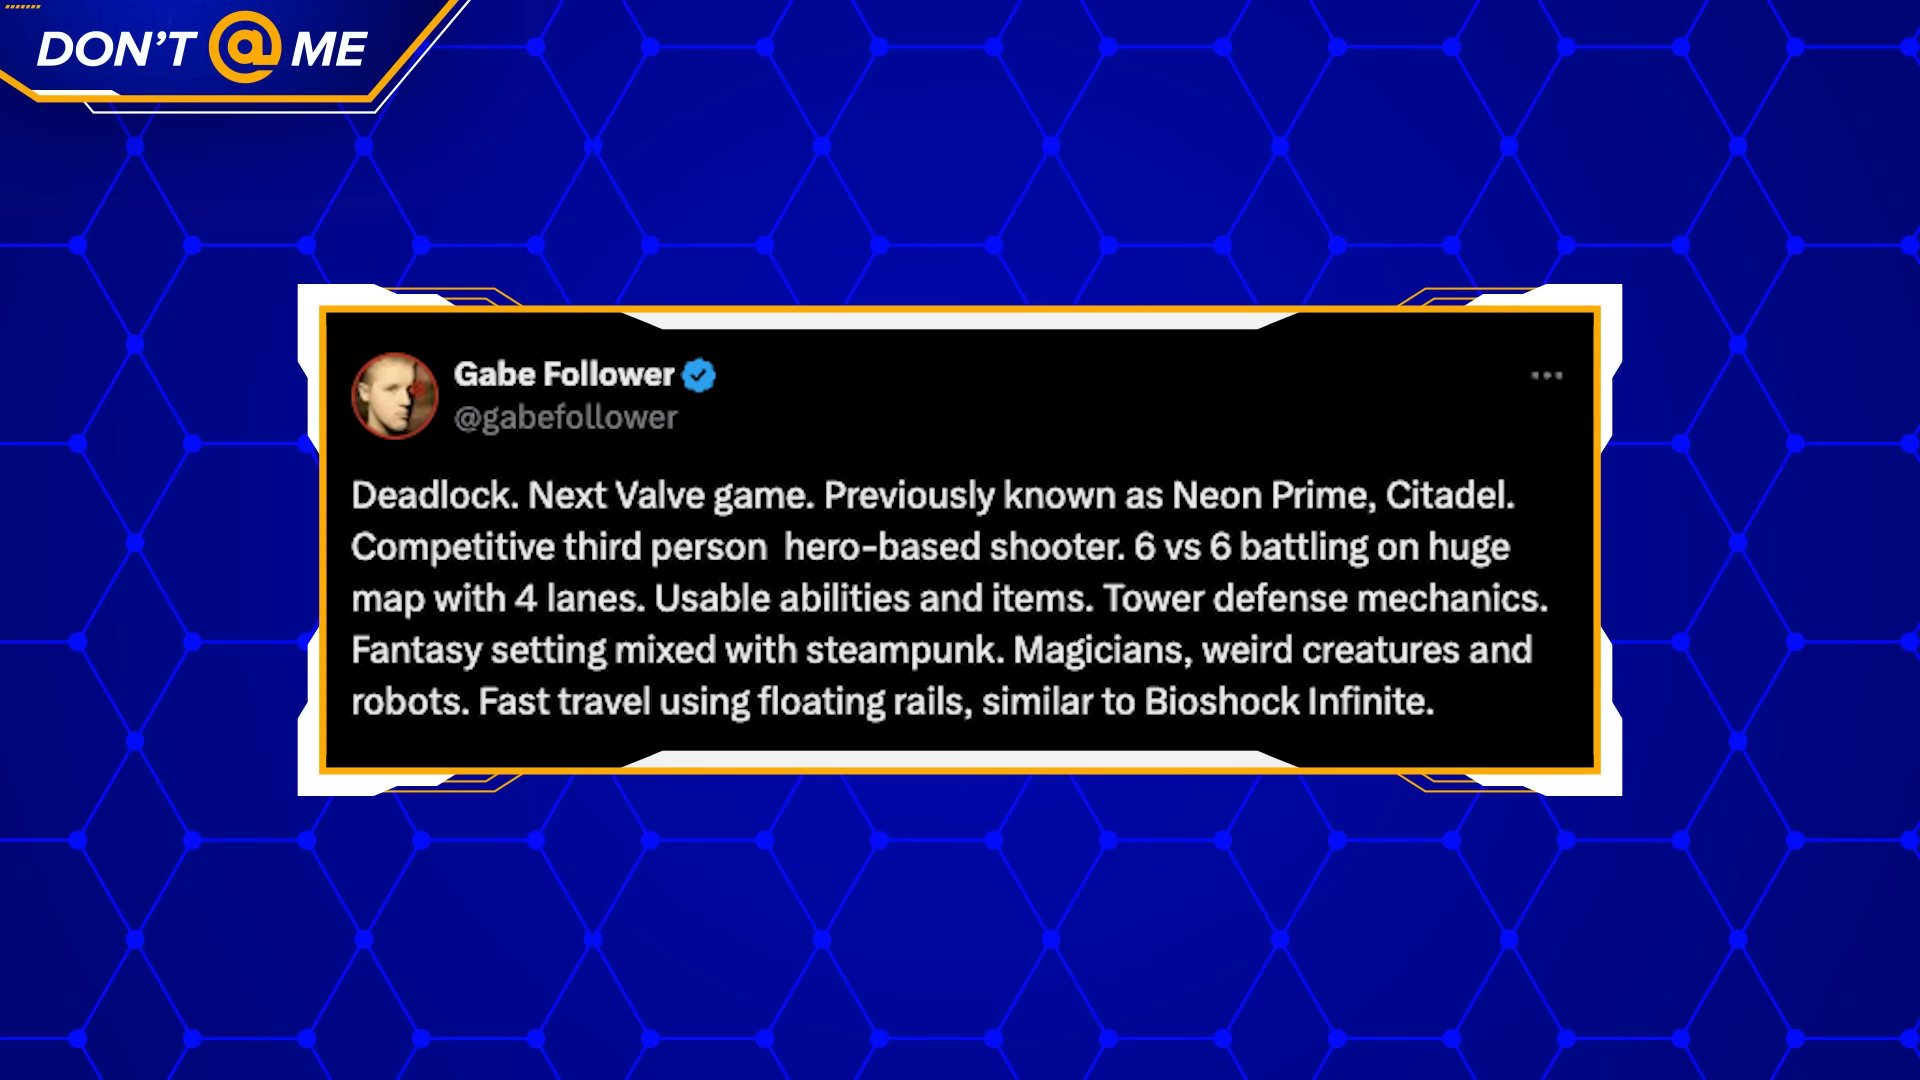 DON'T @ ME
Gabe Follower
@gabefollower
Deadlock. Next Valve game. Previously known as Neon Prime, Citadel.
Competitive third person  hero-based shooter. 6 vs 6 battling on huge
map with 4 lanes. Usable abilities and items. Tower defense mechanics.
Fantasy setting mixed with steampunk. Magicians, weird creatures and
robots. Fast travel using floating rails, similar to Bioshock Infinite.